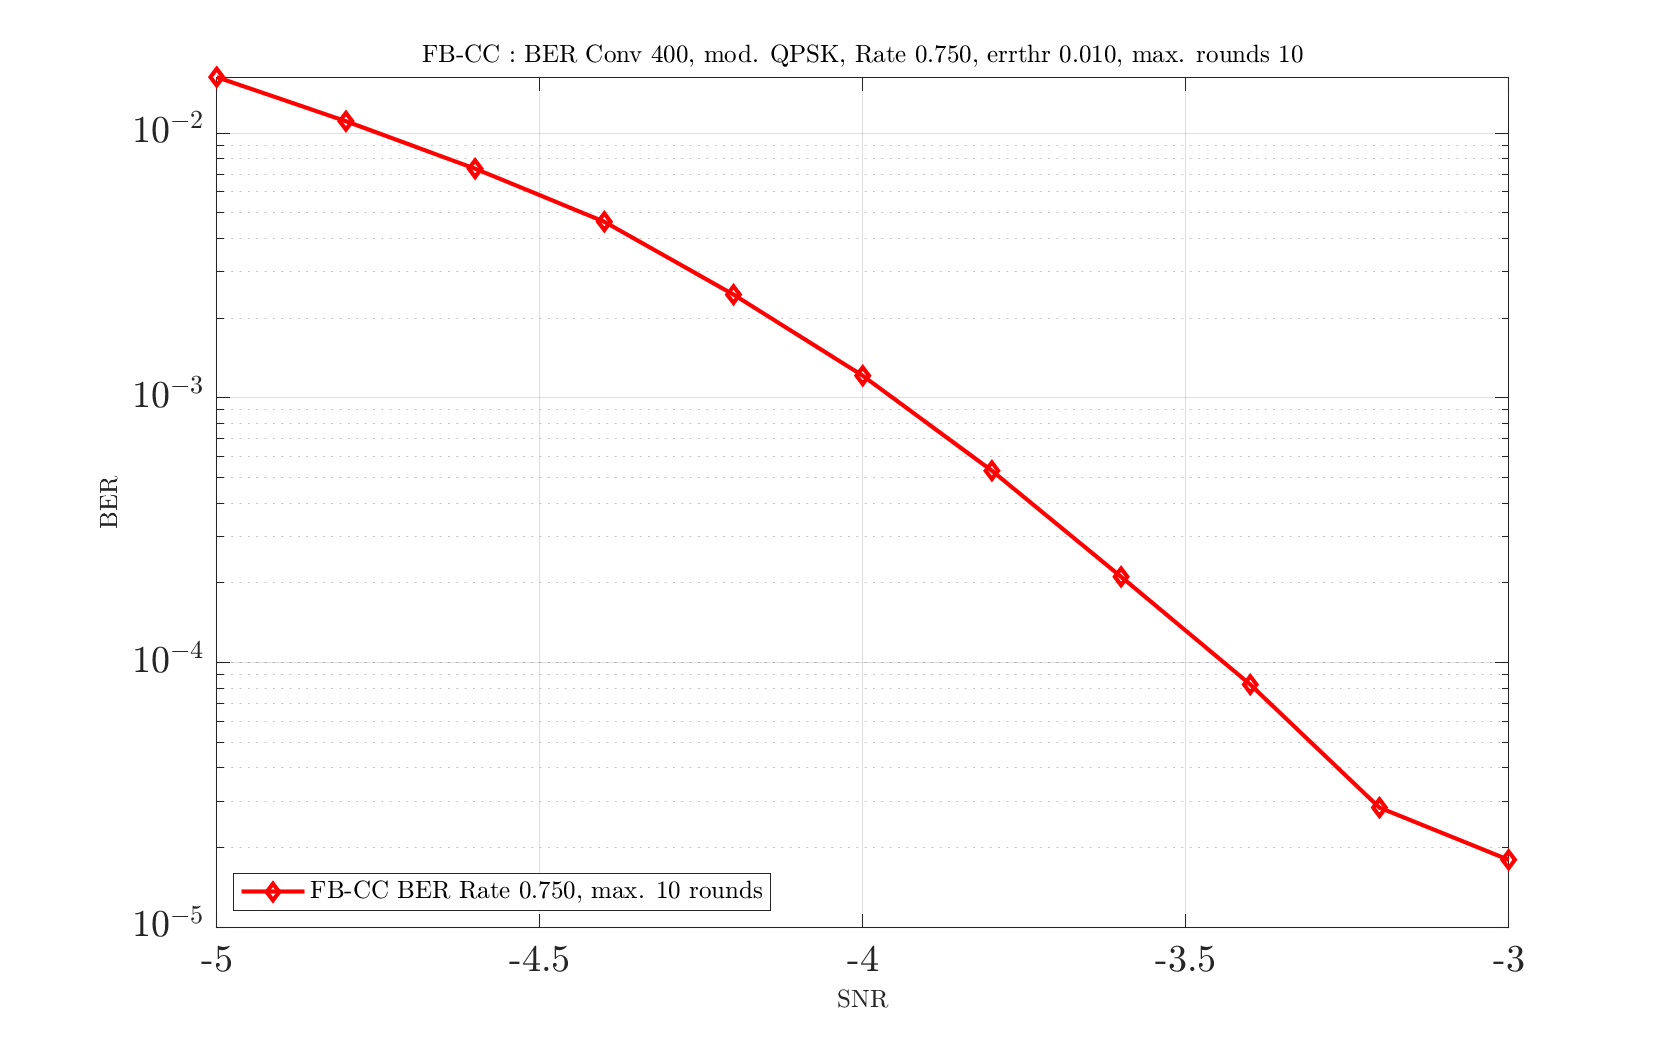 FB-CC : BER Conv 400, mod. QPSK, Rate 0.750, errthr 0.010, max. rounds 10
10⁻²
10⁻³
10⁻⁴
10⁻⁵
BER
FB-CC BER Rate 0.750, max. 10 rounds
-5 -4.5 -4 -3.5 -3
SNR